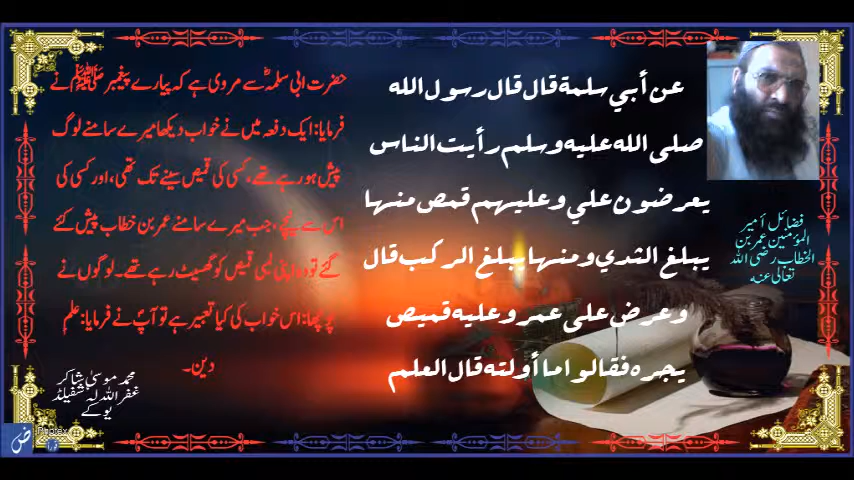 عن أبي سلمة قال قال رسول الله
صلى الله عليه وسلم رأيت الناس
يعرضون علي وعليهم قمص منها
يبلغ الثدي ومنها يبلغ الركب قال
وعرض على عمر وعليه قميص
يجره فقالوا ما أولته قال العلم
حضرت ابی سلمہؓ سے مروی ہے کہ پیارے پیغمبر ﷺ نے
فرمایا: ایک دفعہ میں نے خواب دیکھا میرے سامنے لوگ
پیش ہو رہے تھے، کسی کی قمیص سینے تک تھی، اور کسی کی
اس سے نیچے، جب میرے سامنے عمر بن خطاب پیش کئے
گئے تو وہ اپنی لمبی قمیص کو گھسیٹ رہے تھے۔ لوگوں نے
پوچھا: اس خواب کی کیا تعبیر ہے تو آپؐ نے فرمایا: علم
دین۔
فضائل أمير
المؤمنين عمر بن
الخطاب رضی الله
تعالى عنه
محمد موسیٰ شاکر
غفر اللہ لہ شفیلڈ
یو کے
ض